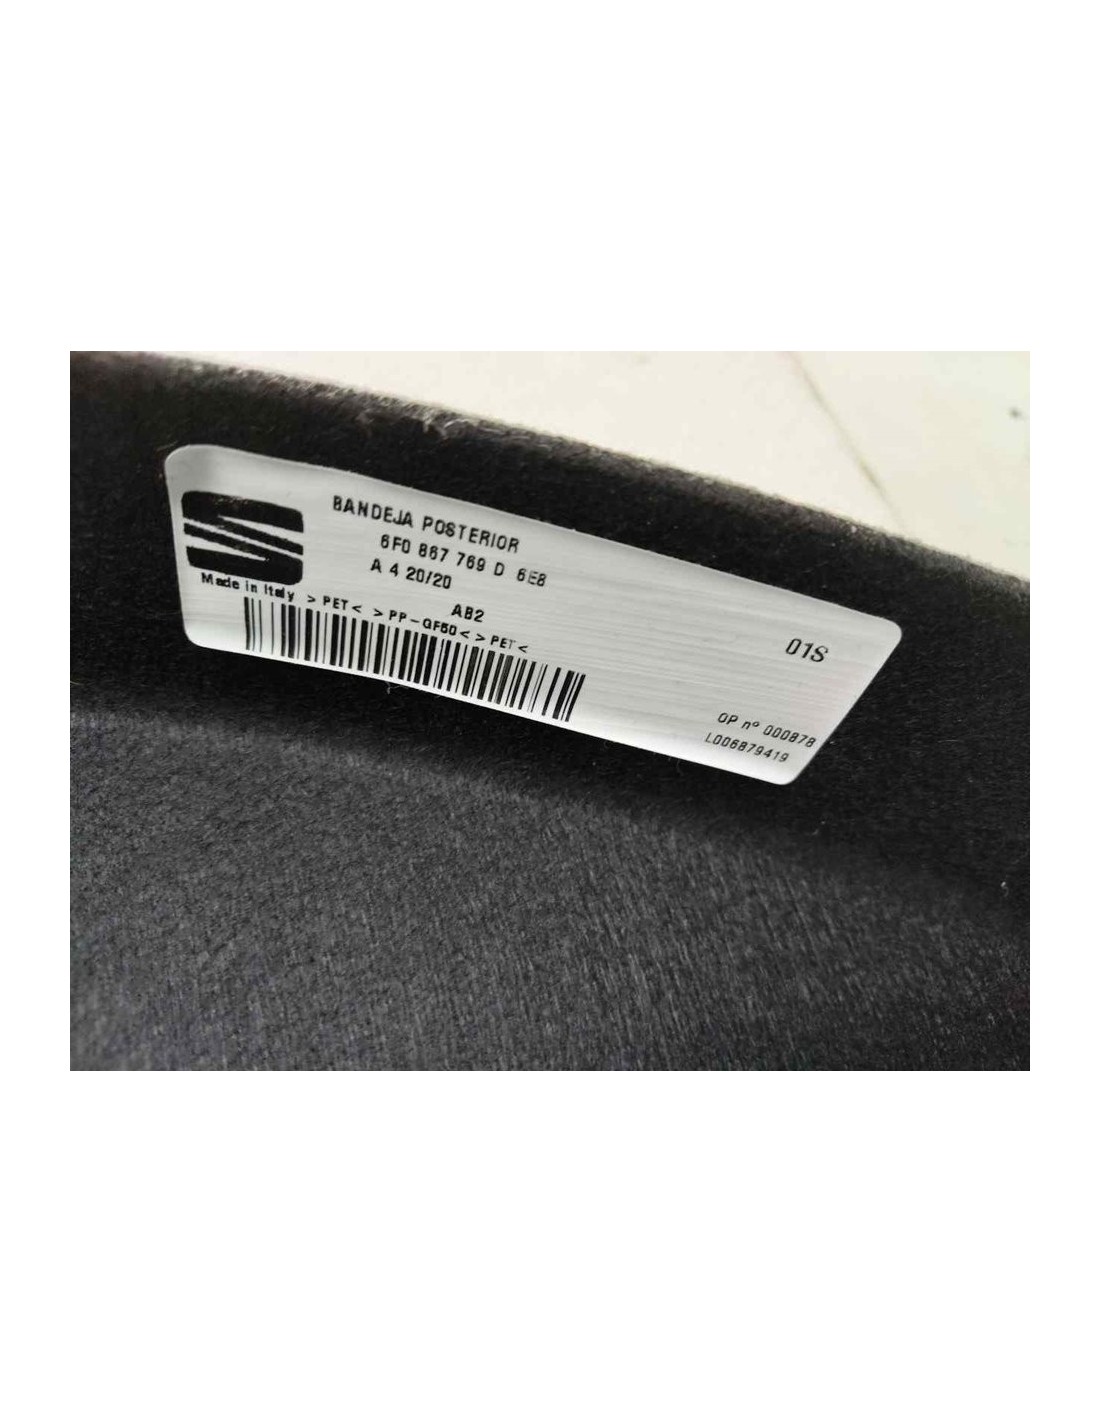 BANDEJA POSTERIOR
6F0 867 769 D 6E8
A 4 20/20
AB2
Made in Italy >PET< >PP-GF50<>PET<
01S
OP nº 000878
L006879419